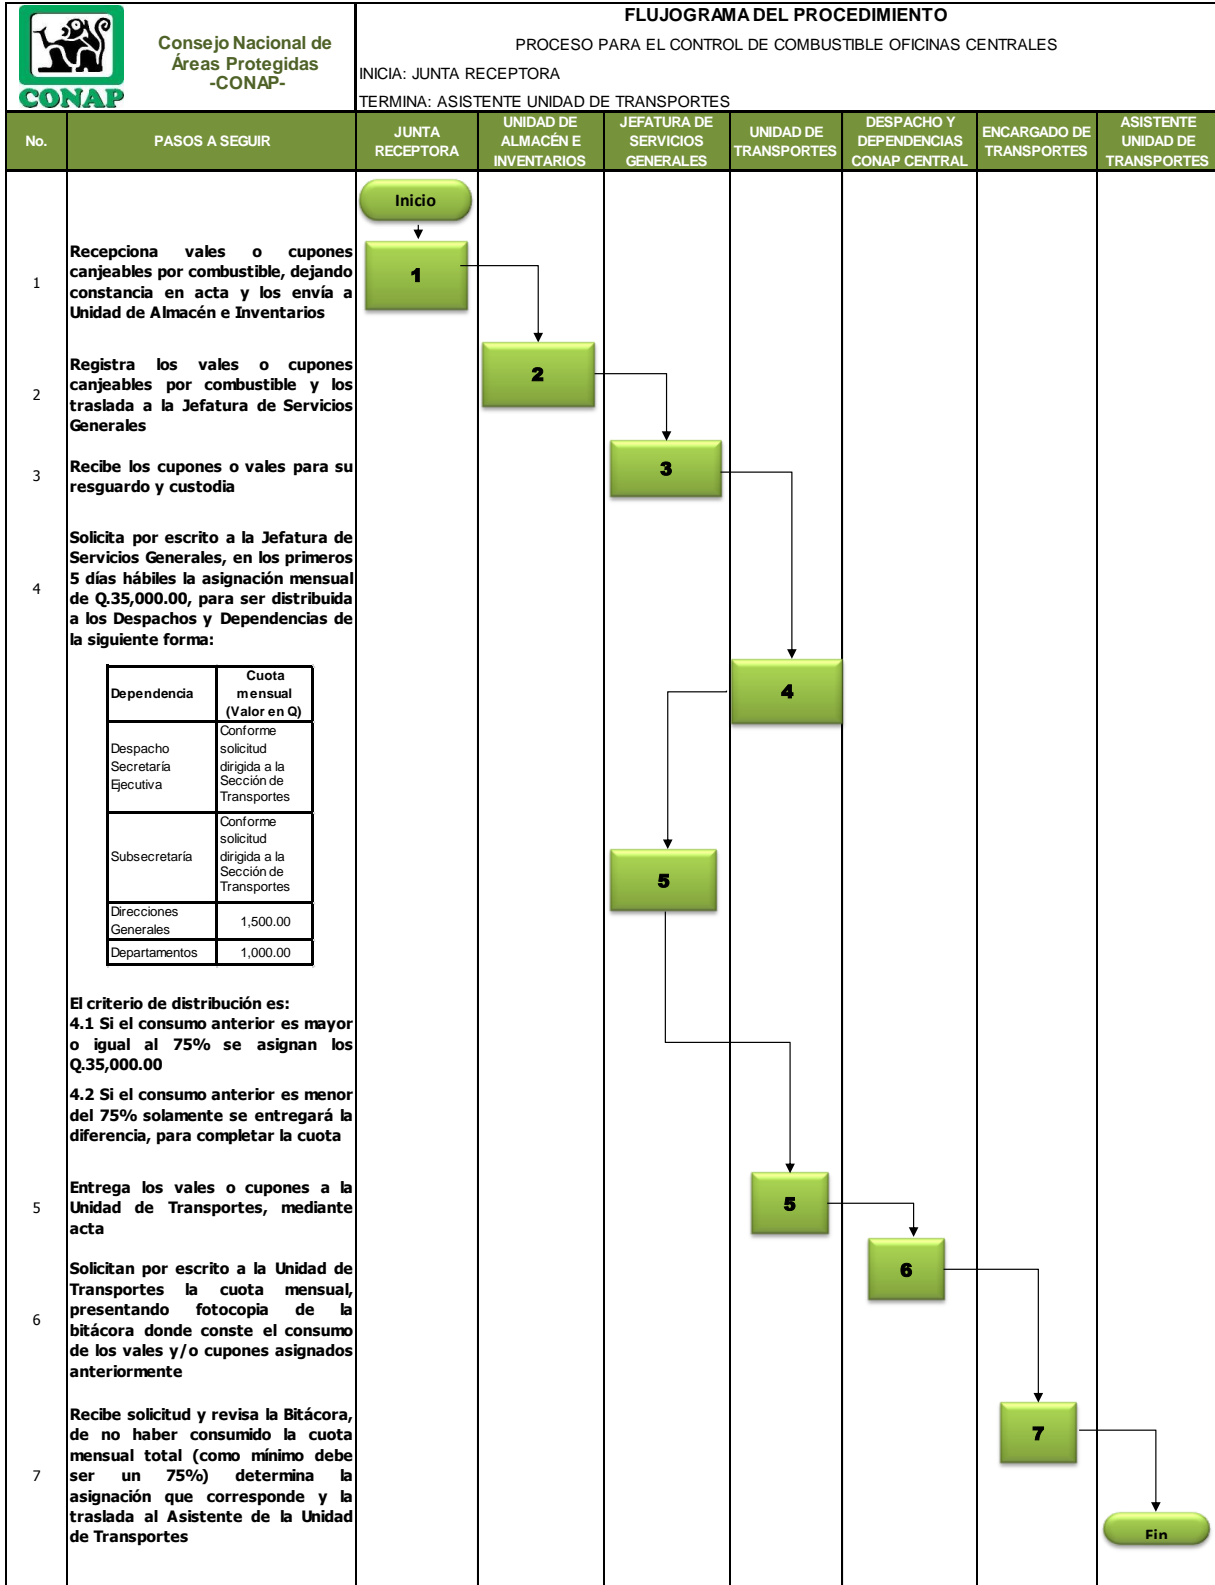 CONAP
Consejo Nacional de
Áreas Protegidas
-CONAP-
FLUJOGRAMA DEL PROCEDIMIENTO
PROCESO PARA EL CONTROL DE COMBUSTIBLE OFICINAS CENTRALES
INICIA: JUNTA RECEPTORA
TERMINA: ASISTENTE UNIDAD DE TRANSPORTES
No.
PASOS A SEGUIR
JUNTA
RECEPTORA
UNIDAD DE
ALMACÉN E
INVENTARIOS
JEFATURA DE
SERVICIOS
GENERALES
UNIDAD DE
TRANSPORTES
DESPACHO Y
DEPENDENCIAS
CONAP CENTRAL
ENCARGADO DE
TRANSPORTES
ASISTENTE
UNIDAD DE
TRANSPORTES
Inicio
1
Recepciona vales o cupones
canjeables por combustible, dejando
constancia en acta y los envía a
Unidad de Almacén e Inventarios
1
2
Registra los vales o cupones
canjeables por combustible y los
traslada a la Jefatura de Servicios
Generales
2
3
Recibe los cupones o vales para su
resguardo y custodia
3
4
Solicita por escrito a la Jefatura de
Servicios Generales, en los primeros
5 días hábiles la asignación mensual
de Q.35,000.00, para ser distribuida
a los Despachos y Dependencias de
la siguiente forma:
4
Dependencia
Cuota
mensual
(Valor en Q)
Despacho
Secretaría
Ejecutiva
Conforme
solicitud
dirigida a la
Sección de
Transportes
Subsecretaría
Conforme
solicitud
dirigida a la
Sección de
Transportes
Direcciones
Generales
1,500.00
Departamentos
1,000.00
5
El criterio de distribución es:
4.1 Si el consumo anterior es mayor
o igual al 75% se asignan los
Q.35,000.00
4.2 Si el consumo anterior es menor
del 75% solamente se entregará la
diferencia, para completar la cuota
5
Entrega los vales o cupones a la
Unidad de Transportes, mediante
acta
5
6
Solicitan por escrito a la Unidad de
Transportes la cuota mensual,
presentando fotocopia de la
bitácora donde conste el consumo
de los vales y/o cupones asignados
anteriormente
6
7
Recibe solicitud y revisa la Bitácora,
de no haber consumido la cuota
mensual total (como mínimo debe
ser un 75%) determina la
asignación que corresponde y la
traslada al Asistente de la Unidad
de Transportes
7
Fin